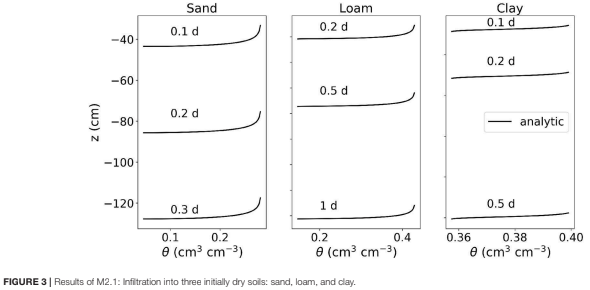 Sand
Loam
Clay
z (cm)
−40
−60
−80
−100
−120
0.1 d
0.2 d
0.3 d
0.1 0.2
θ (cm³ cm⁻³)
0.2 d
0.5 d
1 d
0.2 0.4
θ (cm³ cm⁻³)
0.1 d
0.2 d
analytic
0.5 d
0.36 0.38 0.40
θ (cm³ cm⁻³)
FIGURE 3 | Results of M2.1: Infiltration into three initially dry soils: sand, loam, and clay.